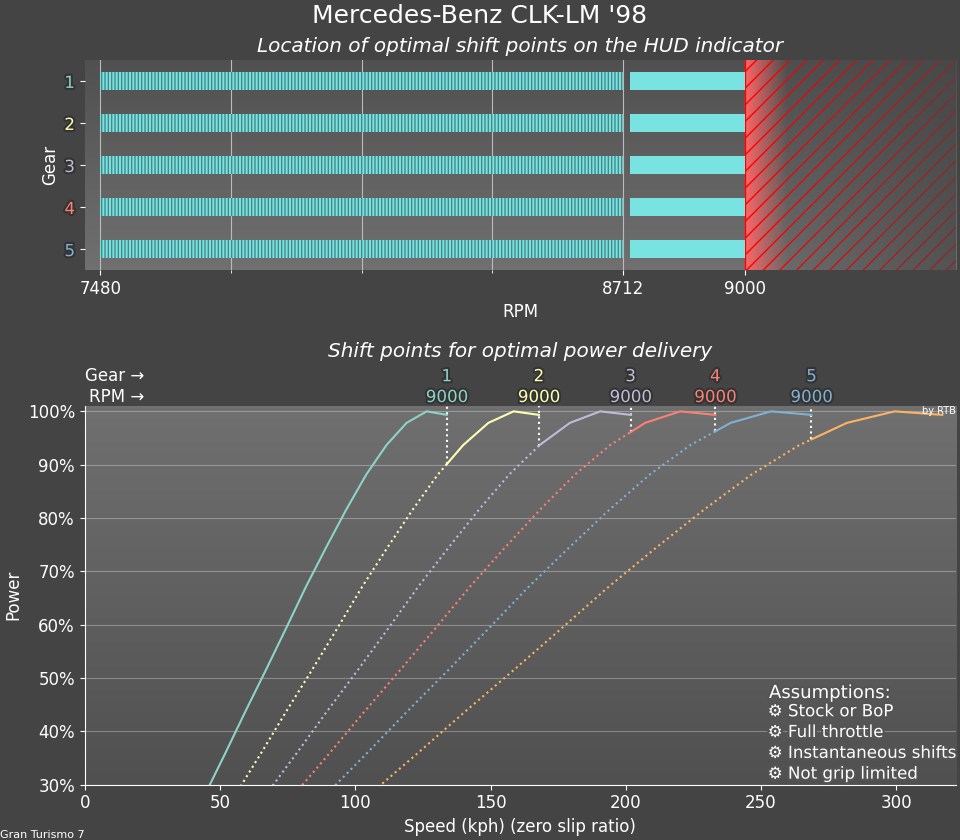 Mercedes-Benz CLK-LM '98
Location of optimal shift points on the HUD indicator
Gear
1
2
3
4
5
7480 8712 9000
RPM
Shift points for optimal power delivery
Gear → 1 2 3 4 5
RPM → 9000 9000 9000 9000 9000
by RTB
Power
100%
90%
80%
70%
60%
50%
40%
30%
Assumptions:
⚙ Stock or BoP
⚙ Full throttle
⚙ Instantaneous shifts
⚙ Not grip limited
0 50 100 150 200 250 300
Speed (kph) (zero slip ratio)
Gran Turismo 7